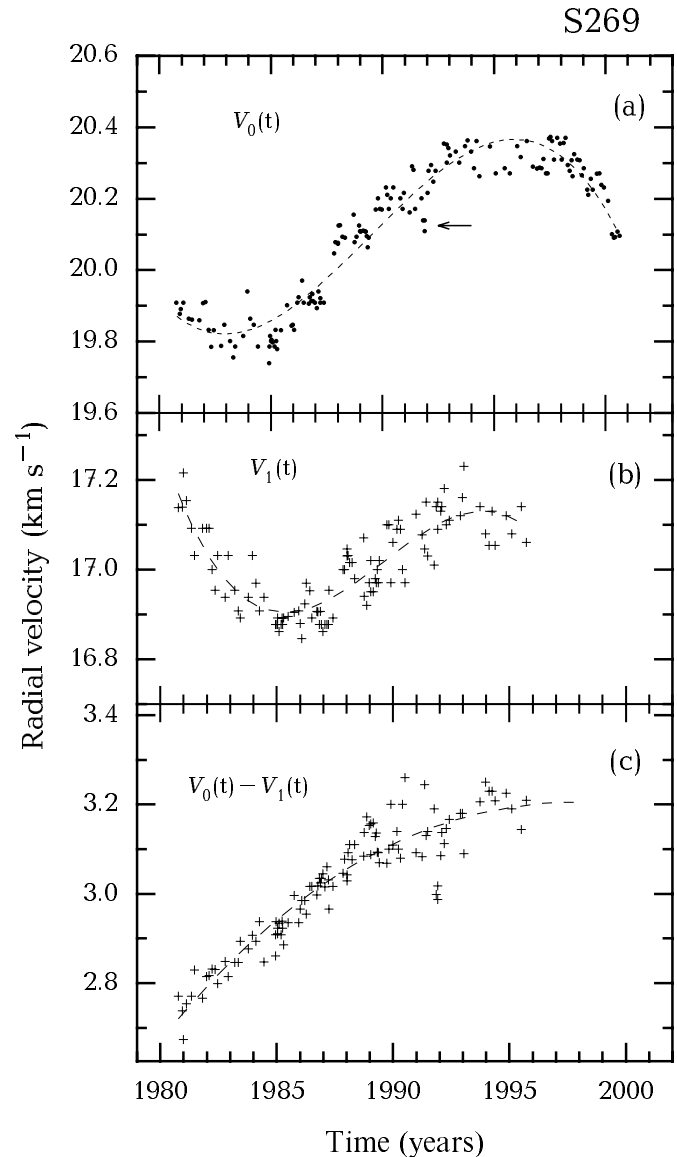 S269
20.6
(a)
V₀(t)
20.4
20.2
20.0
19.8
19.6
V₁(t)
(b)
17.2
17.0
16.8
3.4
(c)
V₀(t) − V₁(t)
3.2
3.0
2.8
Radial velocity (km s⁻¹)
1980 1985 1990 1995 2000
Time (years)